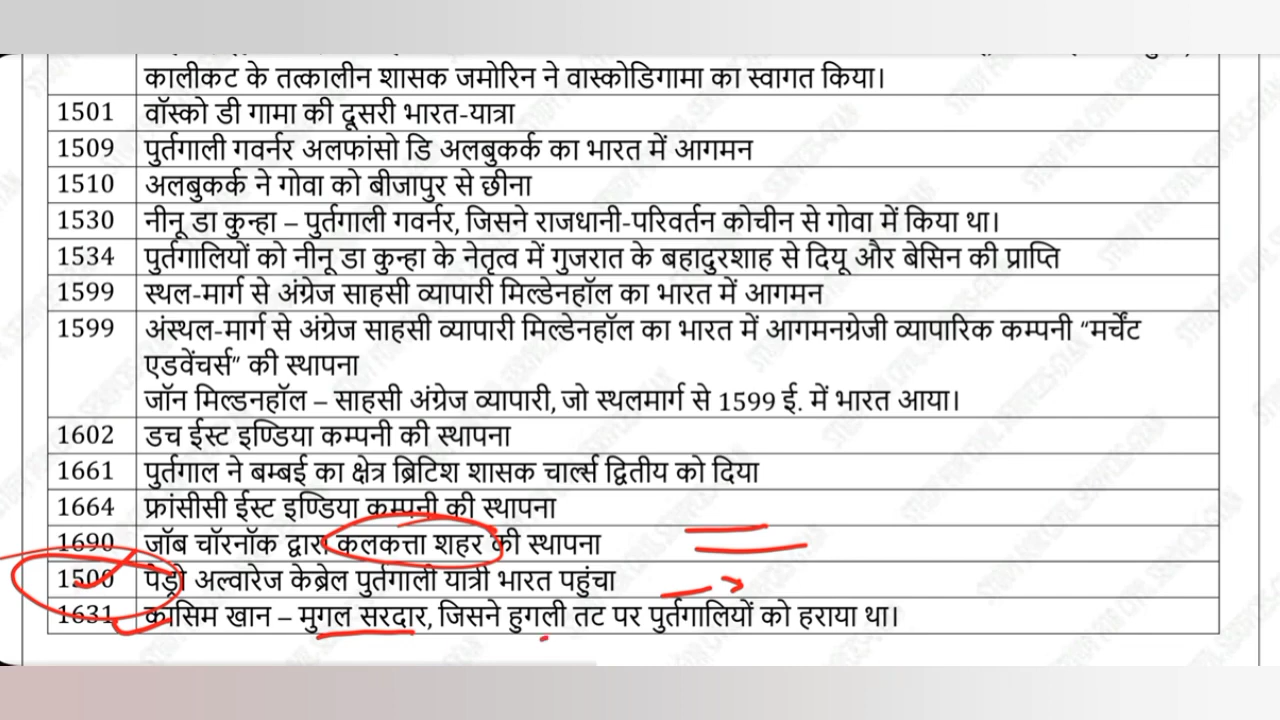 कालीकट के तत्कालीन शासक जमोरिन ने वास्कोडिगामा का स्वागत किया।
1501 वॉस्को डी गामा की दूसरी भारत-यात्रा
1509 पुर्तगाली गवर्नर अलफांसो डि अलबुकर्क का भारत में आगमन
1510 अलबुकर्क ने गोवा को बीजापुर से छीना
1530 नीनू डा कुन्हा – पुर्तगाली गवर्नर, जिसने राजधानी-परिवर्तन कोचीन से गोवा में किया था।
1534 पुर्तगालियों को नीनू डा कुन्हा के नेतृत्व में गुजरात के बहादुरशाह से दियू और बेसिन की प्राप्ति
1599 स्थल-मार्ग से अंग्रेज साहसी व्यापारी मिल्डेनहॉल का भारत में आगमन
1599 अंस्थल-मार्ग से अंग्रेज साहसी व्यापारी मिल्डेनहॉल का भारत में आगमनग्रेजी व्यापारिक कम्पनी “मर्चेंट
एडवेंचर्स” की स्थापना
जॉन मिल्डनहॉल – साहसी अंग्रेज व्यापारी, जो स्थलमार्ग से 1599 ई. में भारत आया।
1602 डच ईस्ट इण्डिया कम्पनी की स्थापना
1661 पुर्तगाल ने बम्बई का क्षेत्र ब्रिटिश शासक चार्ल्स द्वितीय को दिया
1664 फ्रांसीसी ईस्ट इण्डिया कम्पनी की स्थापना
1690 जॉब चॉरनॉक द्वारा कलकत्ता शहर की स्थापना
1500 पेड्रो अल्वारेज केब्रेल पुर्तगाली यात्री भारत पहुंचा
1631 कासिम खान – मुगल सरदार, जिसने हुगली तट पर पुर्तगालियों को हराया था।